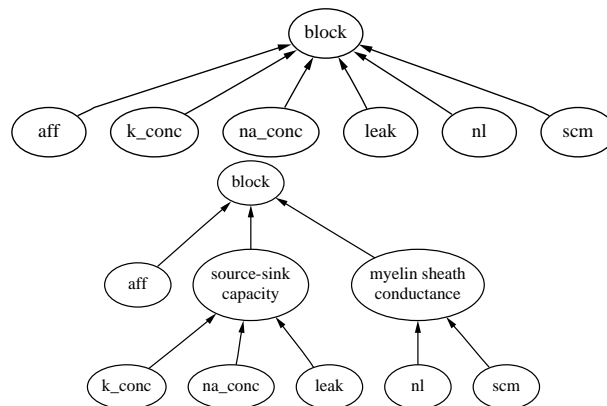 block
aff k_conc na_conc leak nl scm
block
aff
source-sink
capacity
myelin sheath
conductance
k_conc na_conc leak nl scm